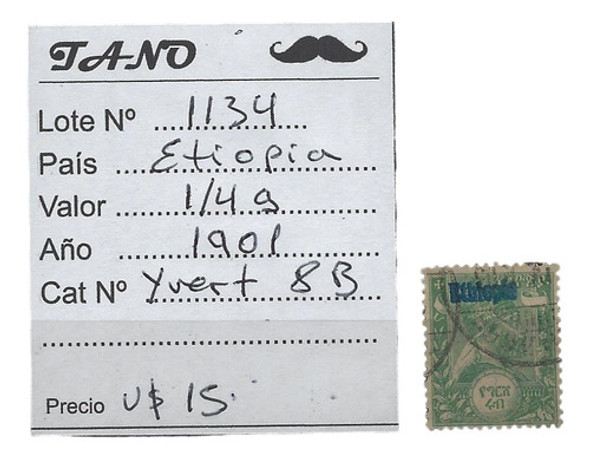 TANO
Lote Nº 1134
País Etiopia
Valor 1/4 g
Año 1901
Cat Nº Yvert 8B
Precio U$ 15.
Ethiopie